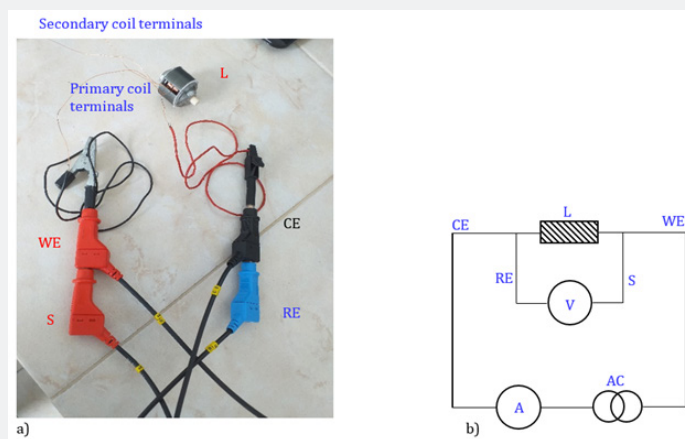 Secondary coil terminals
L
Primary coil
terminals
WE
CE
S
RE
a)
L
CE
WE
RE
S
V
AC
A
b)